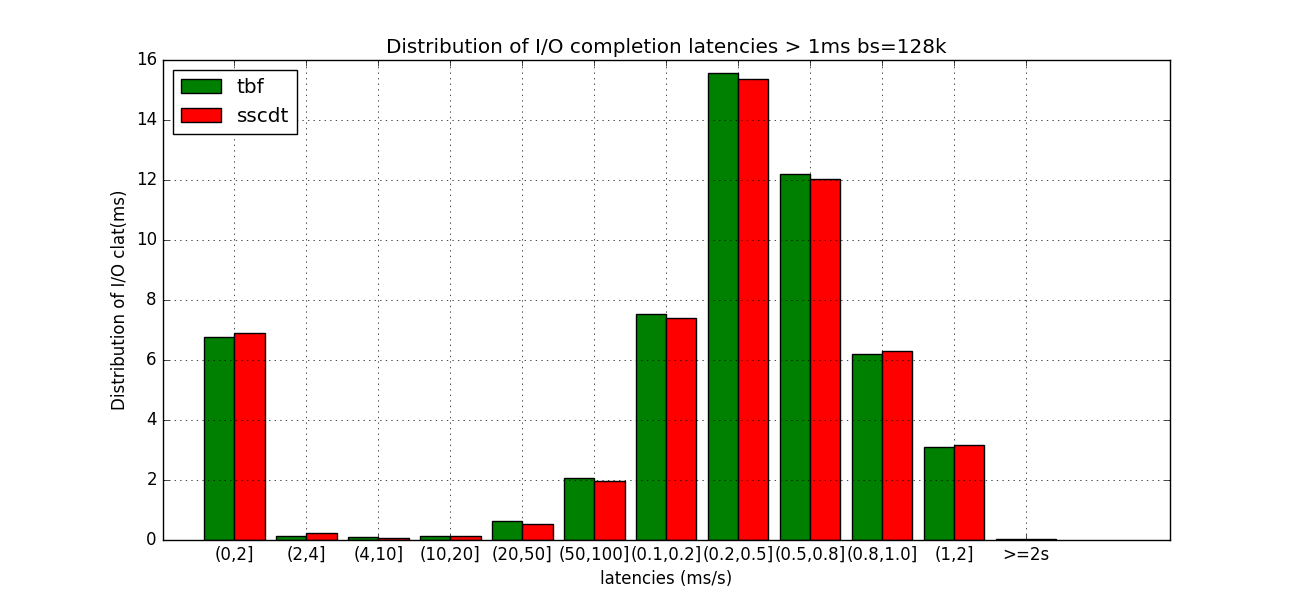 Distribution of I/O completion latencies > 1ms bs=128k
tbf
sscdt
16
14
12
10
8
6
4
2
0
Distribution of I/O clat(ms)
(0,2] (2,4] (4,10] (10,20] (20,50] (50,100] (0.1,0.2] (0.2,0.5] (0.5,0.8] (0.8,1.0] (1,2] >=2s
latencies (ms/s)